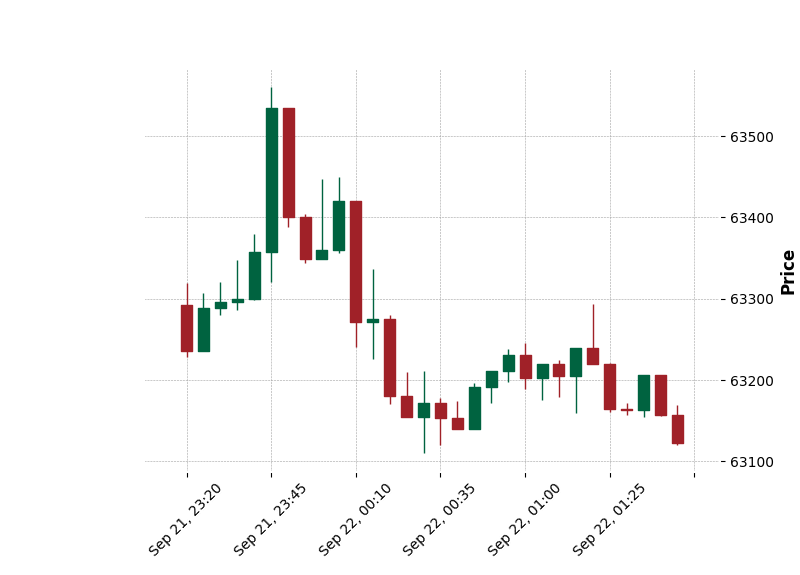 63500
63400
63300
63200
63100
Price
Sep 21, 23:20
Sep 21, 23:45
Sep 22, 00:10
Sep 22, 00:35
Sep 22, 01:00
Sep 22, 01:25